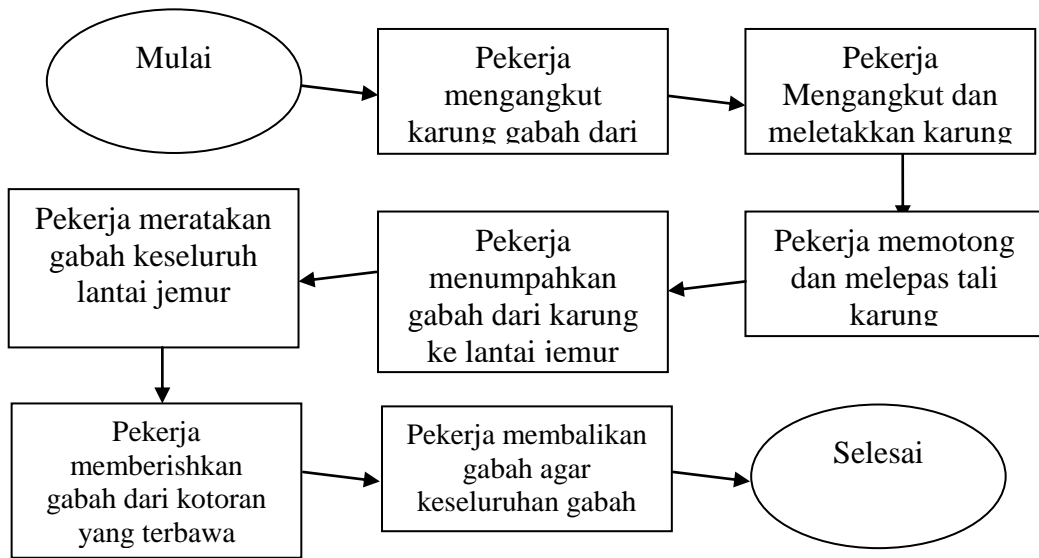 Mulai
Pekerja
mengangkut
karung gabah dari
Pekerja
Mengangkut dan
meletakkan karung
Pekerja memotong
dan melepas tali
karung
Pekerja
menumpahkan
gabah dari karung
ke lantai jemur
Pekerja meratakan
gabah keseluruh
lantai jemur
Pekerja
memberishkan
gabah dari kotoran
yang terbawa
Pekerja membalikan
gabah agar
keseluruhan gabah
Selesai